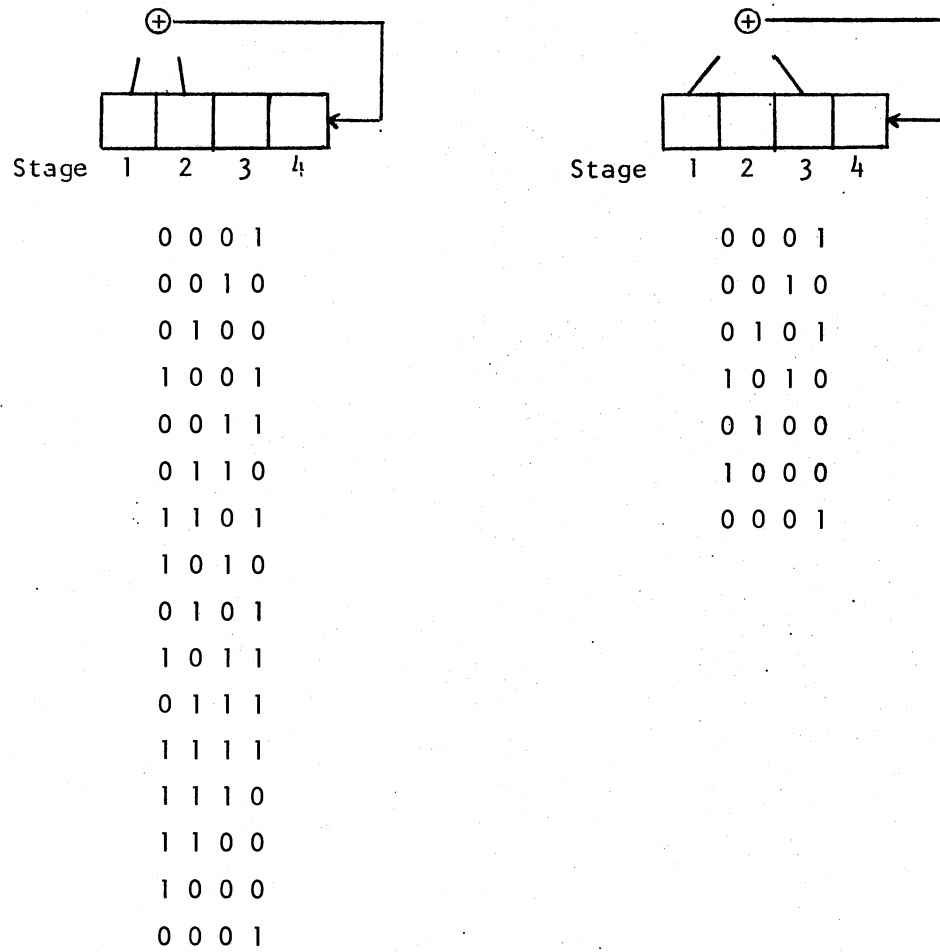 Stage 1 2 3 4
0 0 0 1
0 0 1 0
0 1 0 0
1 0 0 1
0 0 1 1
0 1 1 0
1 1 0 1
1 0 1 0
0 1 0 1
1 0 1 1
0 1 1 1
1 1 1 1
1 1 1 0
1 1 0 0
1 0 0 0
0 0 0 1
Stage 1 2 3 4
0 0 0 1
0 0 1 0
0 1 0 1
1 0 1 0
0 1 0 0
1 0 0 0
0 0 0 1